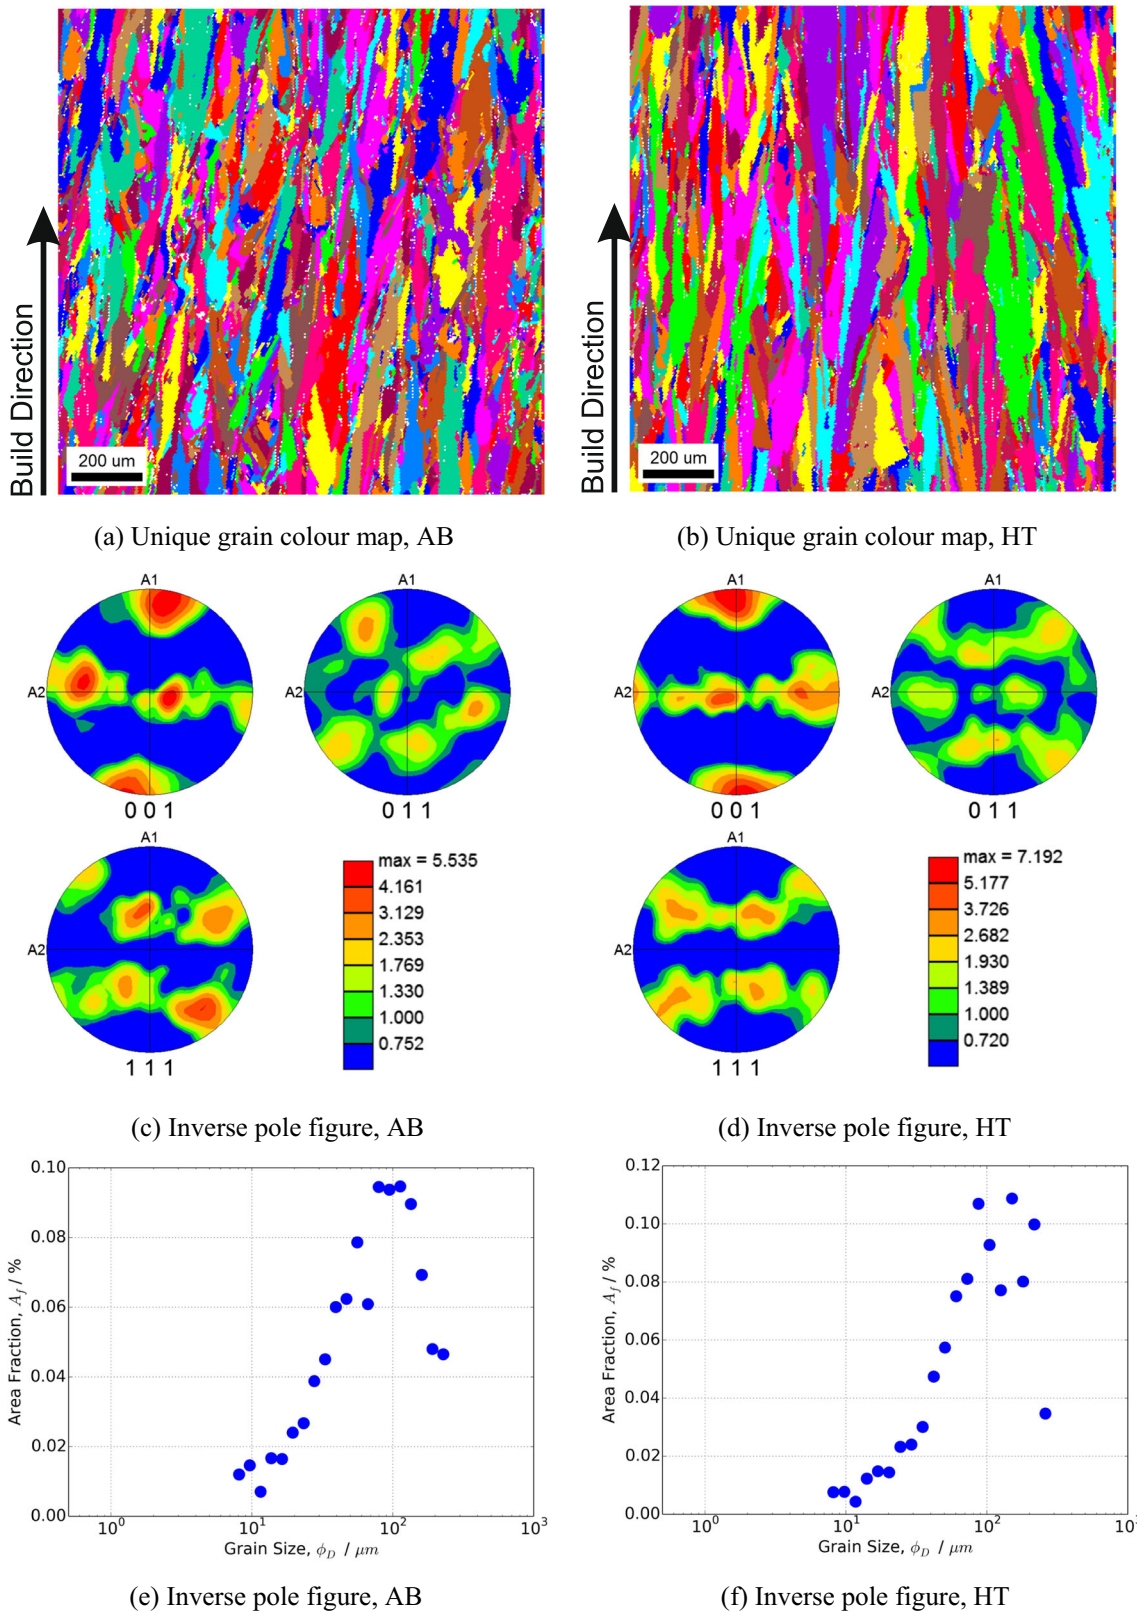 Build Direction
200 um
(a) Unique grain colour map, AB
Build Direction
200 um
(b) Unique grain colour map, HT
A1
A2
0 0 1
A1
A2
0 1 1
A1
A2
1 1 1
max = 5.535
4.161
3.129
2.353
1.769
1.330
1.000
0.752
(c) Inverse pole figure, AB
A1
A2
0 0 1
A1
A2
0 1 1
A1
A2
1 1 1
max = 7.192
5.177
3.726
2.682
1.930
1.389
1.000
0.720
(d) Inverse pole figure, HT
Area Fraction, A_f / %
0.10
0.08
0.06
0.04
0.02
0.00
10^0 10^1 10^2 10^3
Grain Size, ϕ_D / μm
(e) Inverse pole figure, AB
Area Fraction, A_f / %
0.12
0.10
0.08
0.06
0.04
0.02
0.00
10^0 10^1 10^2 10^3
Grain Size, ϕ_D / μm
(f) Inverse pole figure, HT